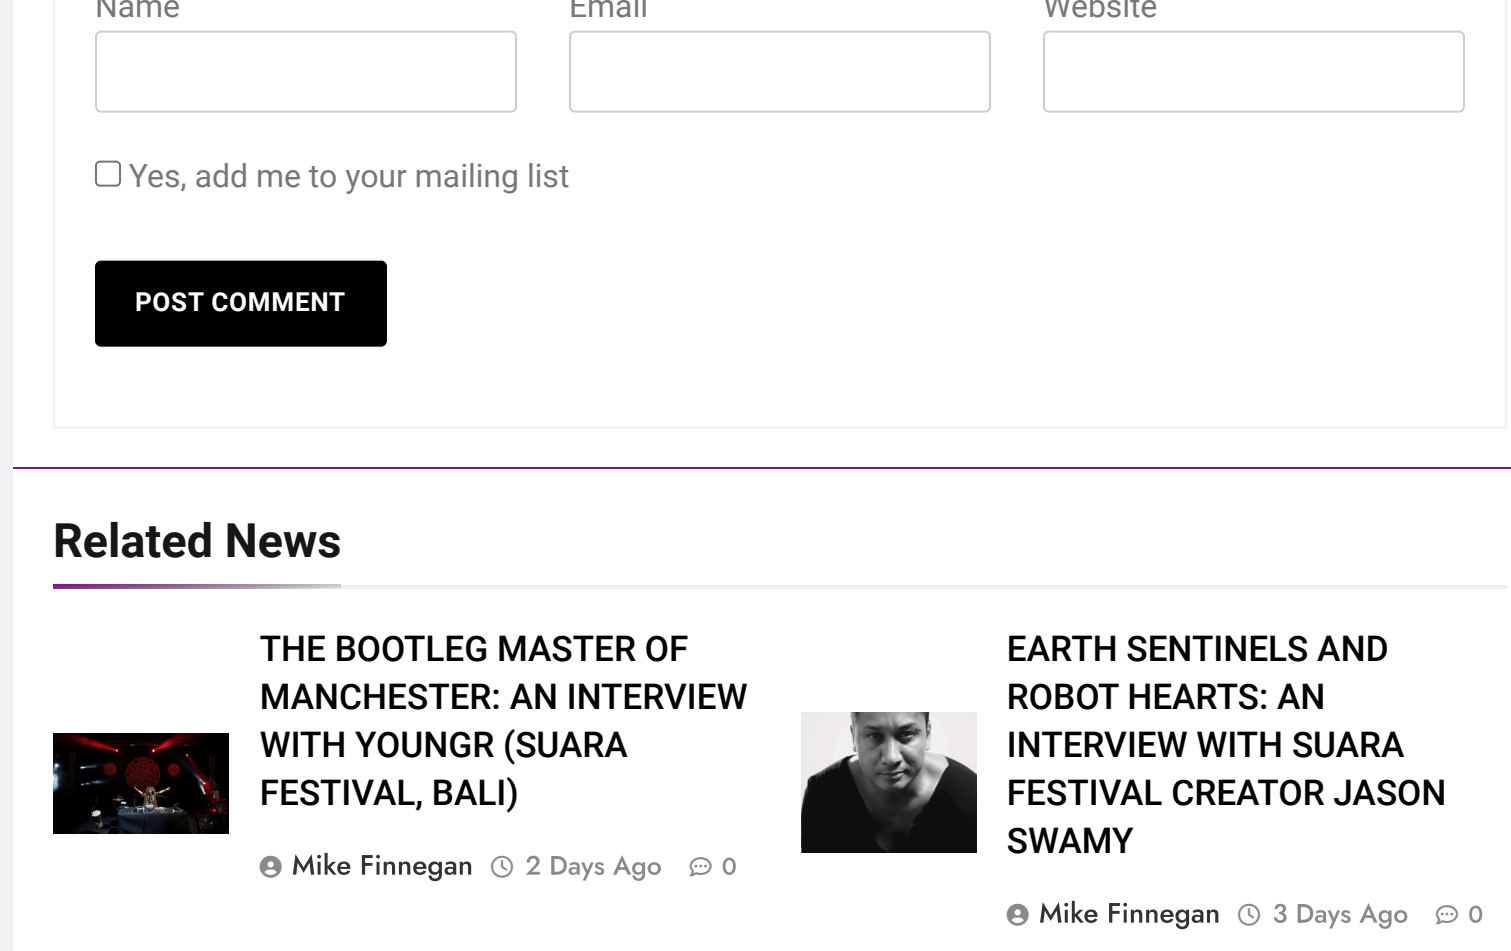 Name
Email
Website
Yes, add me to your mailing list
POST COMMENT
Related News
THE BOOTLEG MASTER OF
MANCHESTER: AN INTERVIEW
WITH YOUNGR (SUARA
FESTIVAL, BALI)
Mike Finnegan 2 Days Ago 0
EARTH SENTINELS AND
ROBOT HEARTS: AN
INTERVIEW WITH SUARA
FESTIVAL CREATOR JASON
SWAMY
Mike Finnegan 3 Days Ago 0